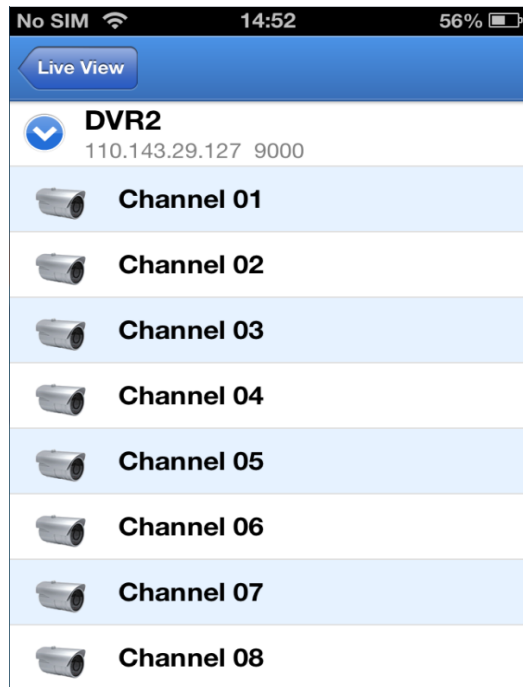 No SIM 14:52 56%
Live View
DVR2
110.143.29.127 9000
Channel 01
Channel 02
Channel 03
Channel 04
Channel 05
Channel 06
Channel 07
Channel 08